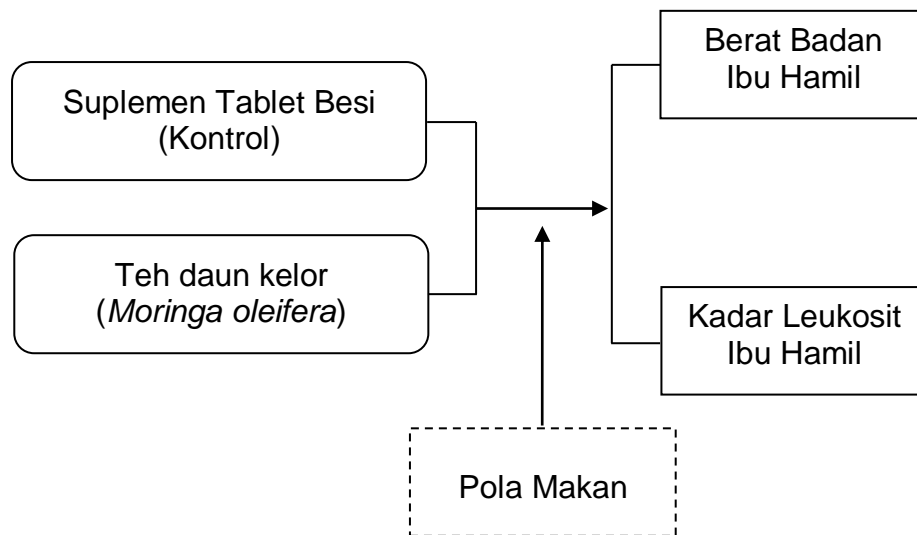 Suplemen Tablet Besi
(Kontrol)
Teh daun kelor
(Moringa oleifera)
Berat Badan
Ibu Hamil
Kadar Leukosit
Ibu Hamil
Pola Makan